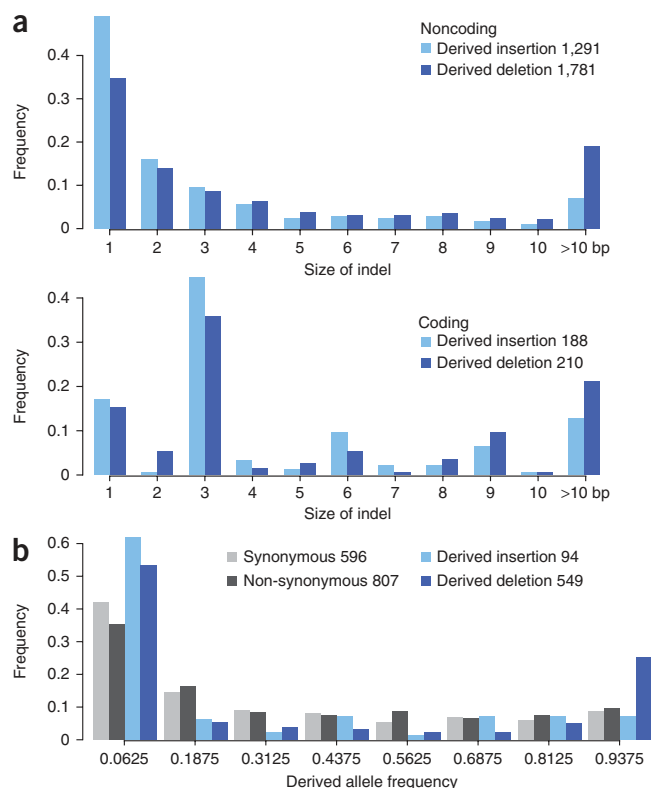 a
Noncoding
Derived insertion 1,291
Derived deletion 1,781
Frequency
0.4
0.3
0.2
0.1
0
1 2 3 4 5 6 7 8 9 10 >10 bp
Size of indel
Coding
Derived insertion 188
Derived deletion 210
Frequency
0.4
0.3
0.2
0.1
0
1 2 3 4 5 6 7 8 9 10 >10 bp
Size of indel
b
Synonymous 596
Non-synonymous 807
Derived insertion 94
Derived deletion 549
Frequency
0.6
0.5
0.4
0.3
0.2
0.1
0
0.0625 0.1875 0.3125 0.4375 0.5625 0.6875 0.8125 0.9375
Derived allele frequency